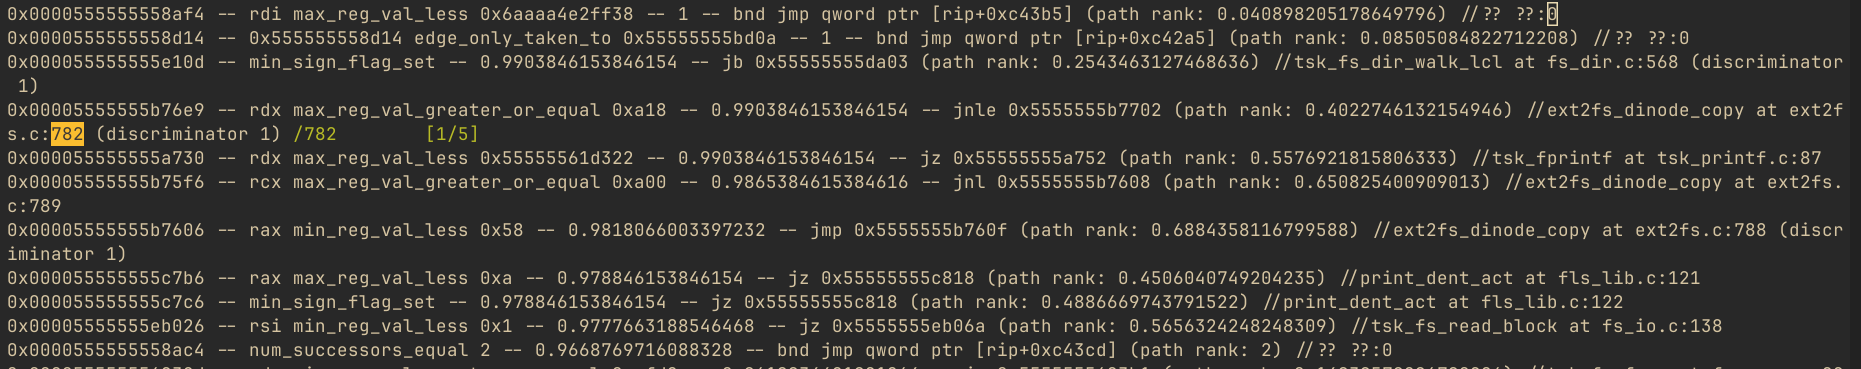 0x0000555555558af4 -- rdi max_reg_val_less 0x6aaaa4e2ff38 -- 1 -- bnd jmp qword ptr [rip+0xc43b5] (path rank: 0.040898205178649796) //?? ??:0
0x0000555555558d14 -- 0x555555558d14 edge_only_taken_to 0x55555555bd0a -- 1 -- bnd jmp qword ptr [rip+0xc42a5] (path rank: 0.08505084822712208) //?? ??:0
0x000055555555e10d -- min_sign_flag_set -- 0.9903846153846154 -- jb 0x55555555da03 (path rank: 0.2543463127468636) //tsk_fs_dir_walk_lcl at fs_dir.c:568 (discriminator
1)
0x00005555555b76e9 -- rdx max_reg_val_greater_or_equal 0xa18 -- 0.9903846153846154 -- jnle 0x5555555b7702 (path rank: 0.4022746132154946) //ext2fs_dinode_copy at ext2f
s.c:782 (discriminator 1) /782 [1/5]
0x000055555555a730 -- rdx max_reg_val_less 0x55555561d322 -- 0.9903846153846154 -- jz 0x55555555a752 (path rank: 0.5576921815806333) //tsk_fprintf at tsk_printf.c:87
0x00005555555b75f6 -- rcx max_reg_val_greater_or_equal 0xa00 -- 0.9865384615384616 -- jnl 0x5555555b7608 (path rank: 0.650825400909013) //ext2fs_dinode_copy at ext2fs.
c:789
0x00005555555b7606 -- rax min_reg_val_less 0x58 -- 0.9818066003397232 -- jmp 0x5555555b760f (path rank: 0.6884358116799588) //ext2fs_dinode_copy at ext2fs.c:788 (discr
iminator 1)
0x000055555555c7b6 -- rax max_reg_val_less 0xa -- 0.978846153846154 -- jz 0x55555555c818 (path rank: 0.4506040749204235) //print_dent_act at fls_lib.c:121
0x000055555555c7c6 -- min_sign_flag_set -- 0.978846153846154 -- jz 0x55555555c818 (path rank: 0.4886669743791522) //print_dent_act at fls_lib.c:122
0x00005555555eb026 -- rsi min_reg_val_less 0x1 -- 0.9777663188546468 -- jz 0x5555555eb06a (path rank: 0.5656324248248309) //tsk_fs_read_block at fs_io.c:138
0x0000555555558ac4 -- num_successors_equal 2 -- 0.9668769716088328 -- bnd jmp qword ptr [rip+0xc43cd] (path rank: 2) //?? ??:0